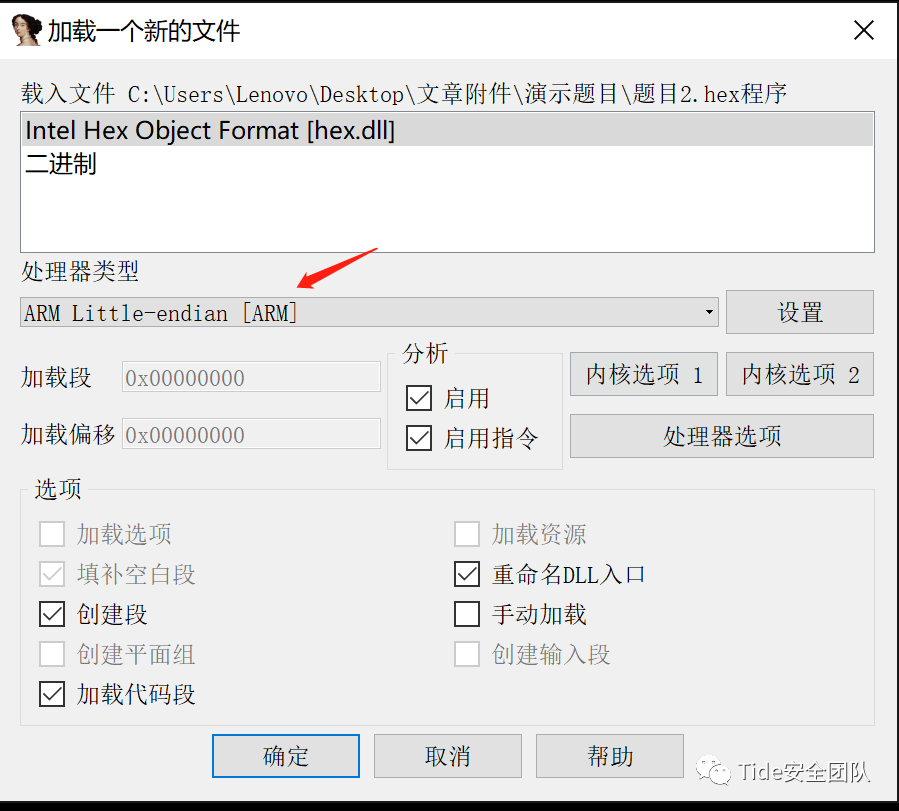 加载一个新的文件
载入文件 C:\Users\Lenovo\Desktop\文章附件\演示题目\题目2.hex程序
Intel Hex Object Format [hex.dll]
二进制
处理器类型
ARM Little-endian [ARM]
设置
加载段 0x00000000
加载偏移 0x00000000
分析
启用
启用指令
内核选项 1
内核选项 2
处理器选项
选项
加载选项
填补空白段
创建段
创建平面组
加载代码段
加载资源
重命名DLL入口
手动加载
创建输入段
确定
取消
帮助
Tide安全团队